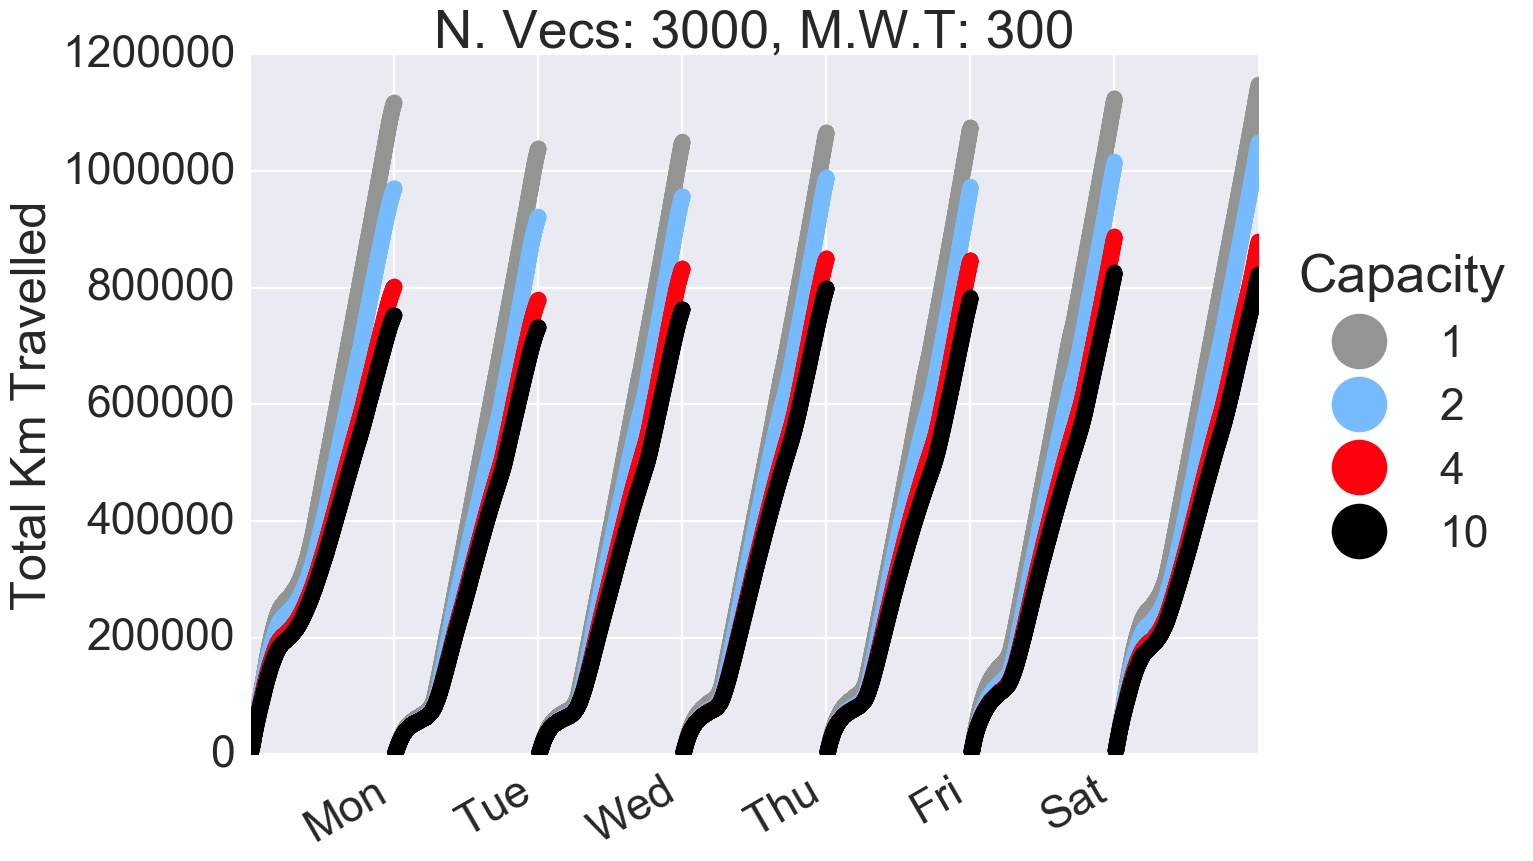 N. Vecs: 3000, M.W.T: 300
Total Km Travelled
1200000
1000000
800000
600000
400000
200000
0
Mon
Tue
Wed
Thu
Fri
Sat
Capacity
1
2
4
10